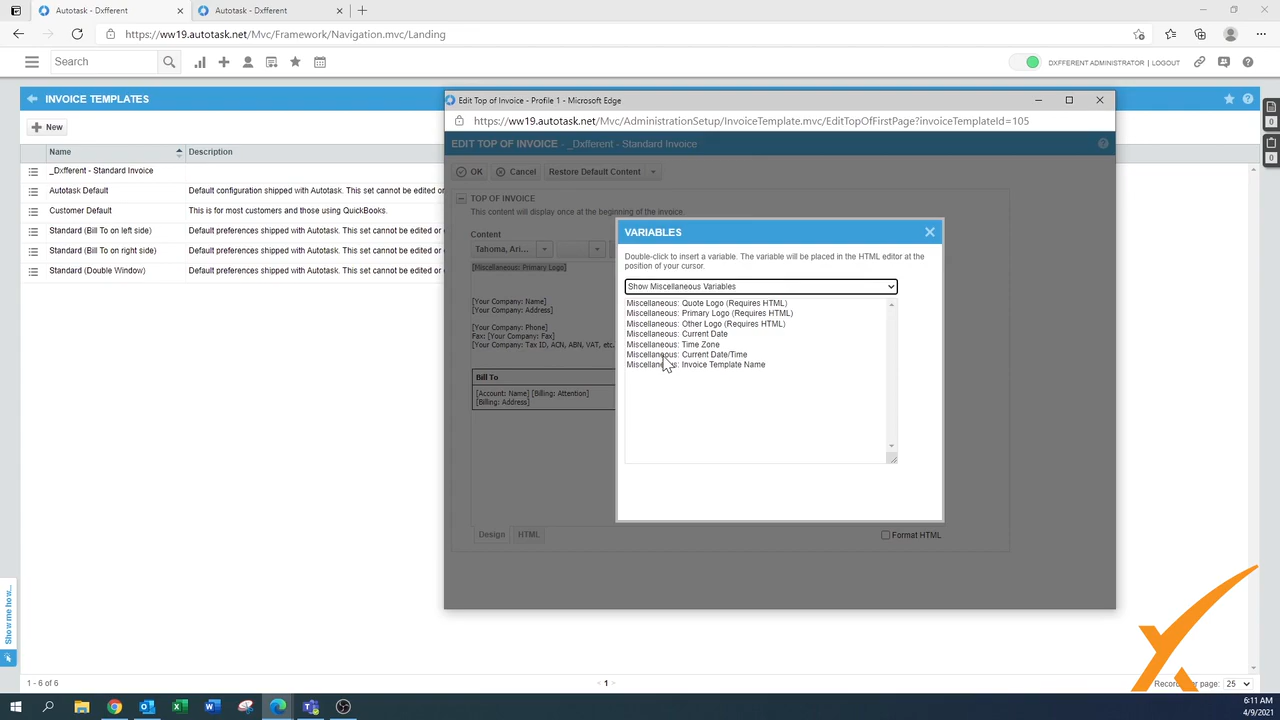 Autotask - Dxfferent
Autotask - Dxfferent
https://ww19.autotask.net/Mvc/Framework/Navigation.mvc/Landing
Search
DXFFERENT ADMINISTRATOR | LOGOUT
INVOICE TEMPLATES
New
Name
Description
_Dxfferent - Standard Invoice
Autotask Default
Default configuration shipped with Autotask. This set cannot be edited or
Customer Default
This is for most customers and those using QuickBooks.
Standard (Bill To on left side)
Default preferences shipped with Autotask. This set cannot be edited or
Standard (Bill To on right side)
Default preferences shipped with Autotask. This set cannot be edited or
Standard (Double Window)
Default preferences shipped with Autotask. This set cannot be edited or
Edit Top of Invoice - Profile 1 - Microsoft Edge
https://ww19.autotask.net/Mvc/AdministrationSetup/InvoiceTemplate.mvc/EditTopOfFirstPage?invoiceTemplateId=105
EDIT TOP OF INVOICE - _Dxfferent - Standard Invoice
OK
Cancel
Restore Default Content
TOP OF INVOICE
This content will display once at the beginning of the invoice.
Content
Tahoma, Ari...
[Miscellaneous: Primary Logo]
[Your Company: Name]
[Your Company: Address]
[Your Company: Phone]
Fax: [Your Company: Fax]
[Your Company: Tax ID, ACN, ABN, VAT, etc.
Bill To
[Account: Name] [Billing: Attention]
[Billing: Address]
Design
HTML
Format HTML
VARIABLES
Double-click to insert a variable. The variable will be placed in the HTML editor at the
position of your cursor.
Show Miscellaneous Variables
Miscellaneous: Quote Logo (Requires HTML)
Miscellaneous: Primary Logo (Requires HTML)
Miscellaneous: Other Logo (Requires HTML)
Miscellaneous: Current Date
Miscellaneous: Time Zone
Miscellaneous: Current Date/Time
Miscellaneous: Invoice Template Name
0
0
Show me how...
1 - 6 of 6
< 1 >
per page:
25
6:11 AM
4/9/2021